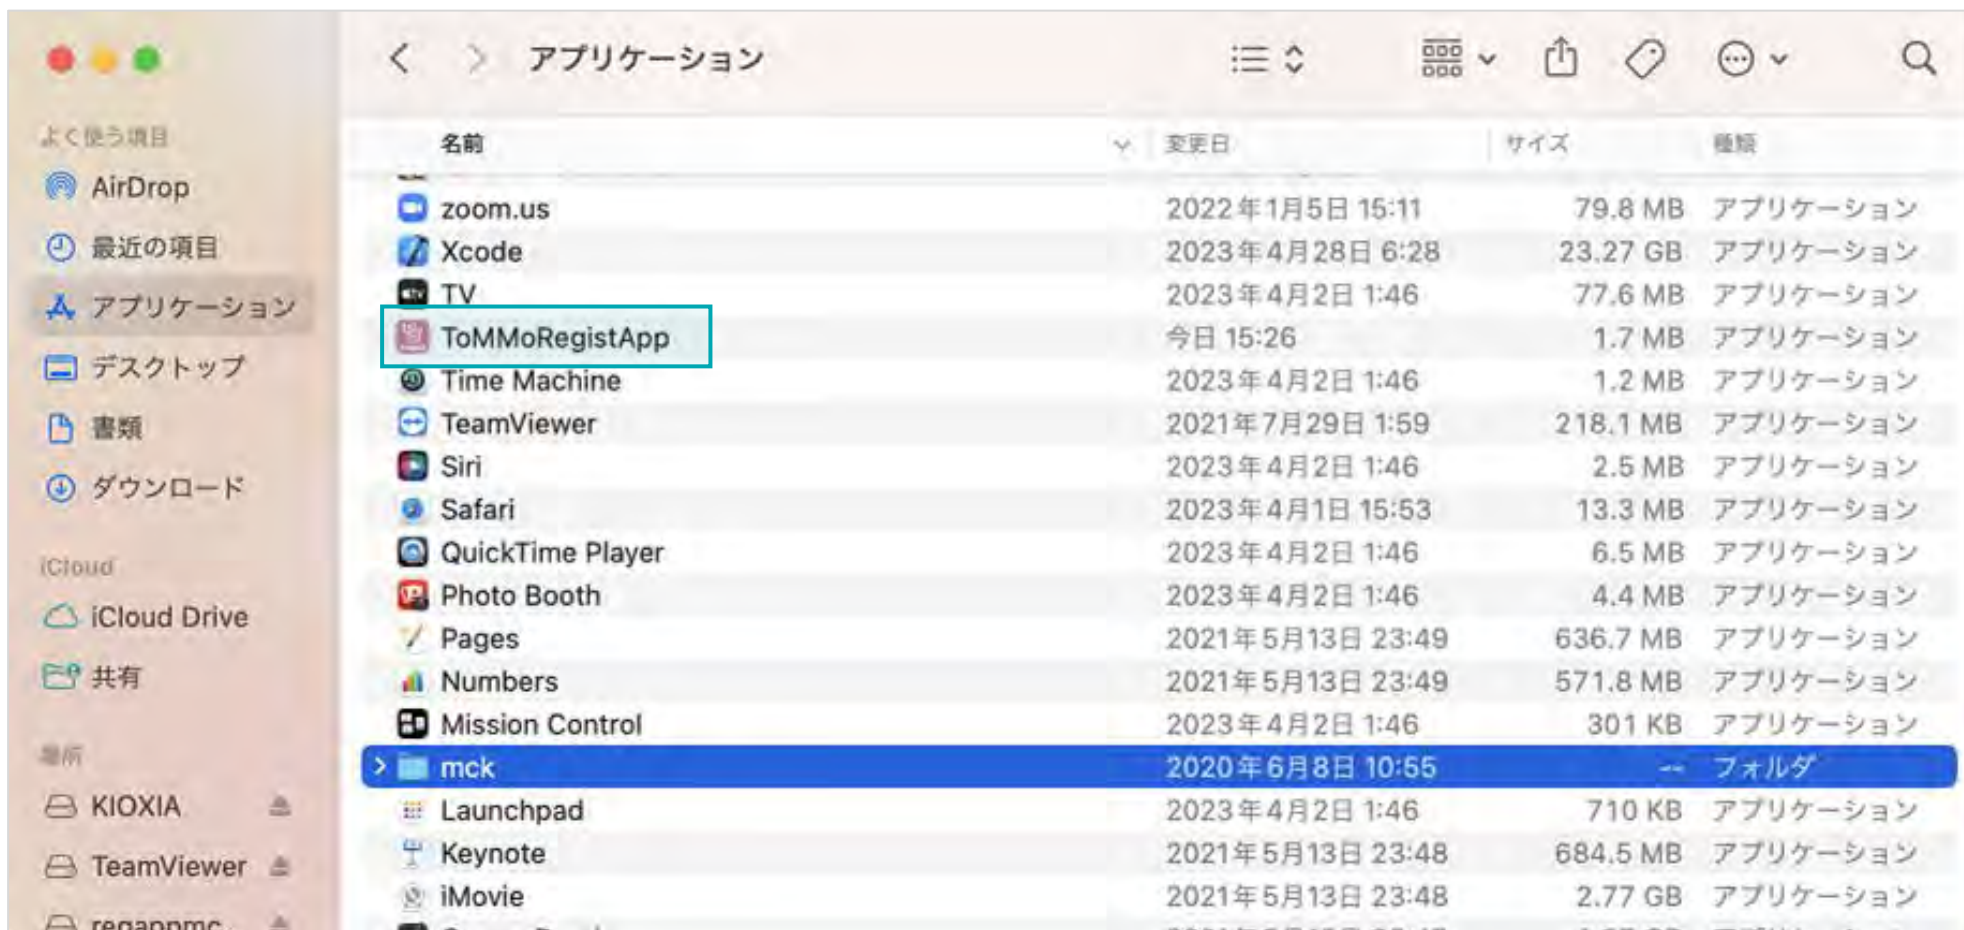 アプリケーション
よく使う項目
AirDrop
最近の項目
アプリケーション
デスクトップ
書類
ダウンロード
iCloud
iCloud Drive
共有
場所
KIOXIA
TeamViewer
名前 変更日 サイズ 種類
zoom.us 2022年1月5日 15:11 79.8 MB アプリケーション
Xcode 2023年4月28日 6:28 23.27 GB アプリケーション
TV 2023年4月2日 1:46 77.6 MB アプリケーション
ToMMoRegistApp 今日 15:26 1.7 MB アプリケーション
Time Machine 2023年4月2日 1:46 1.2 MB アプリケーション
TeamViewer 2021年7月29日 1:59 218.1 MB アプリケーション
Siri 2023年4月2日 1:46 2.5 MB アプリケーション
Safari 2023年4月1日 15:53 13.3 MB アプリケーション
QuickTime Player 2023年4月2日 1:46 6.5 MB アプリケーション
Photo Booth 2023年4月2日 1:46 4.4 MB アプリケーション
Pages 2021年5月13日 23:49 636.7 MB アプリケーション
Numbers 2021年5月13日 23:49 571.8 MB アプリケーション
Mission Control 2023年4月2日 1:46 301 KB アプリケーション
mck 2020年6月8日 10:55 -- フォルダ
Launchpad 2023年4月2日 1:46 710 KB アプリケーション
Keynote 2021年5月13日 23:48 684.5 MB アプリケーション
iMovie 2021年5月13日 23:48 2.77 GB アプリケーション